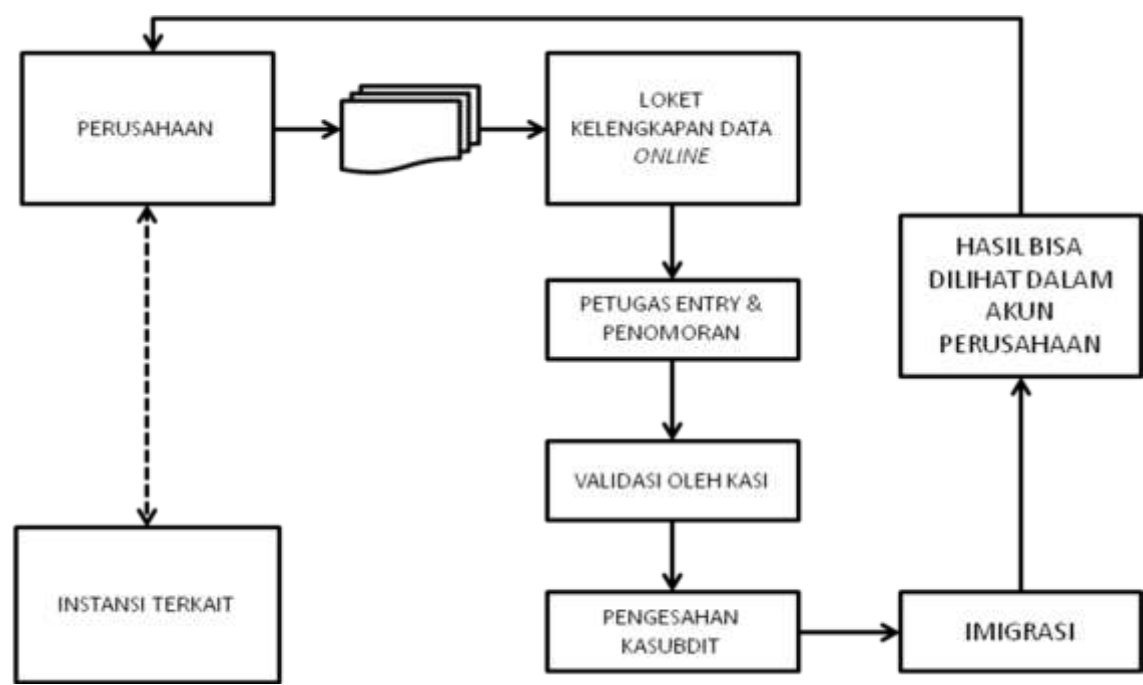 PERUSAHAAN
LOKET
KELENGKAPAN DATA
ONLINE
PETUGAS ENTRY &
PENOMORAN
VALIDASI OLEH KASI
PENGESAHAN
KASUBDIT
IMIGRASI
HASIL BISA
DILIHAT DALAM
AKUN
PERUSAHAAN
INSTANSI TERKAIT